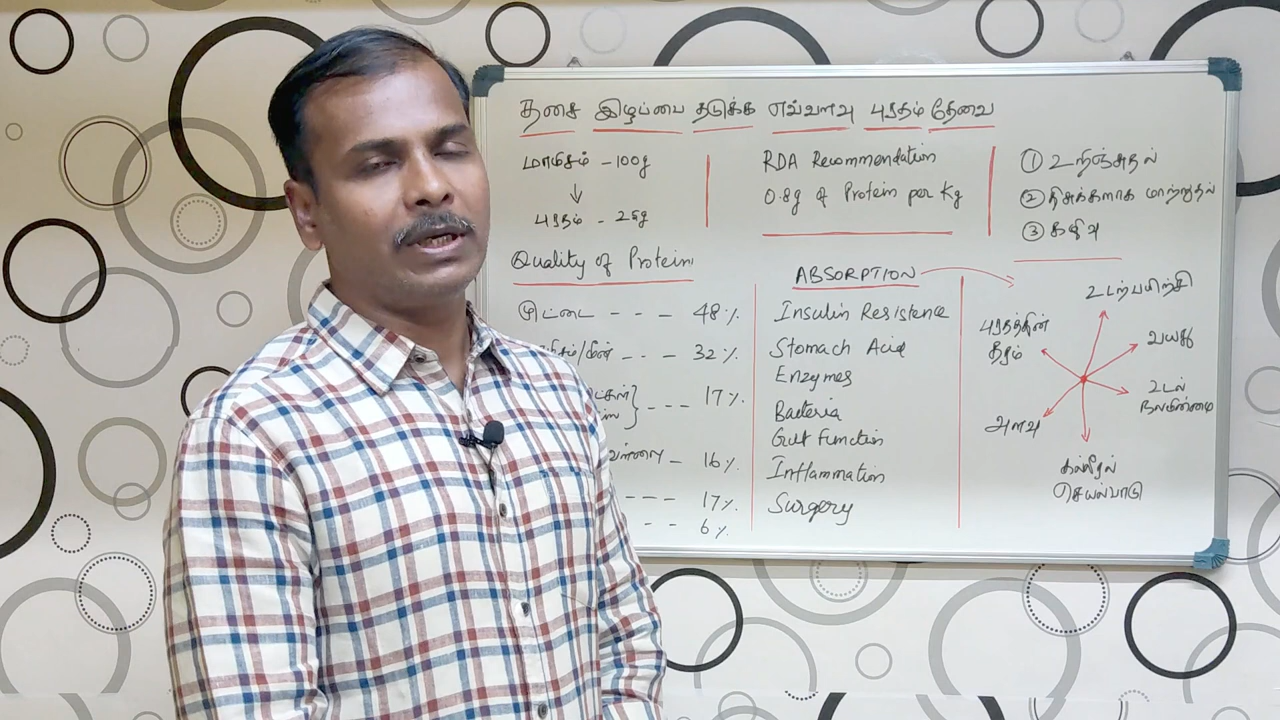 தசை இழப்பை தடுக்க எவ்வளவு புரதம் தேவை
மாமிசம் - 100g
↓
புரதம் - 25g
RDA Recommendation
0.8g of Protein per Kg
① உறிஞ்சுதல்
② திசுக்களாக மாற்றுதல்
③ கழிவு
Quality of Protein
முட்டை - - - 48%
/மீன் - - - 32%
} - - - 17%
- 16%
- - - 17%
- - 6%
ABSORPTION
Insulin Resistence
Stomach Acid
Enzymes
Bacteria
Gut Function
Inflammation
Surgery
உடற்பயிற்சி
புரதத்தின்
தரம்
வயது
உடல்
நலமின்மை
அளவு
கல்லீரல்
செயல்பாடு